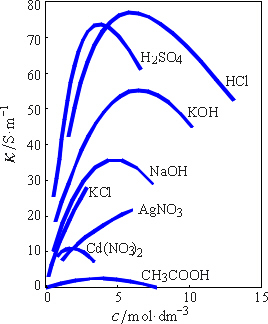 80
70
60
50
40
30
20
10
0
κ/S·m⁻¹
H₂SO₄
HCl
KOH
NaOH
KCl
AgNO₃
Cd(NO₃)₂
CH₃COOH
0 5 10 15
c/mol·dm⁻³